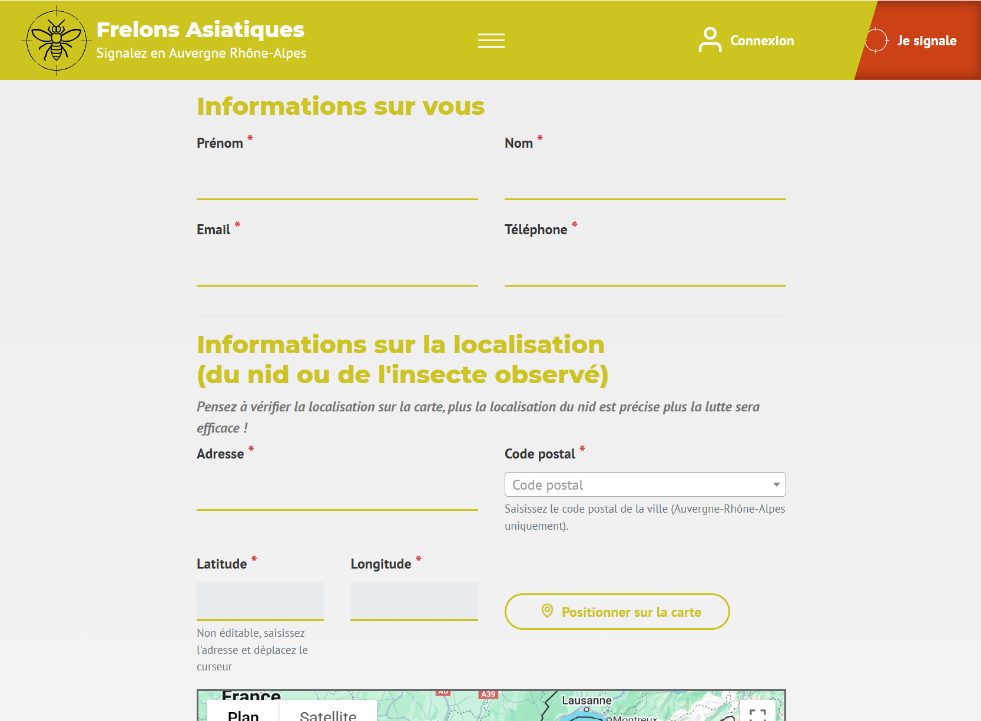 Frelons Asiatiques
Signalez en Auvergne Rhône-Alpes
Connexion
Je signale
Informations sur vous
Prénom *
Nom *
Email *
Téléphone *
Informations sur la localisation
(du nid ou de l'insecte observé)
Pensez à vérifier la localisation sur la carte, plus la localisation du nid est précise plus la lutte sera
efficace !
Adresse *
Code postal *
Code postal
Saisissez le code postal de la ville (Auvergne-Rhône-Alpes
uniquement).
Latitude *
Longitude *
Positionner sur la carte
Non éditable, saisissez
l'adresse et déplacez le
curseur
France
A39
Lausanne
Plan
Satellite
Montreux